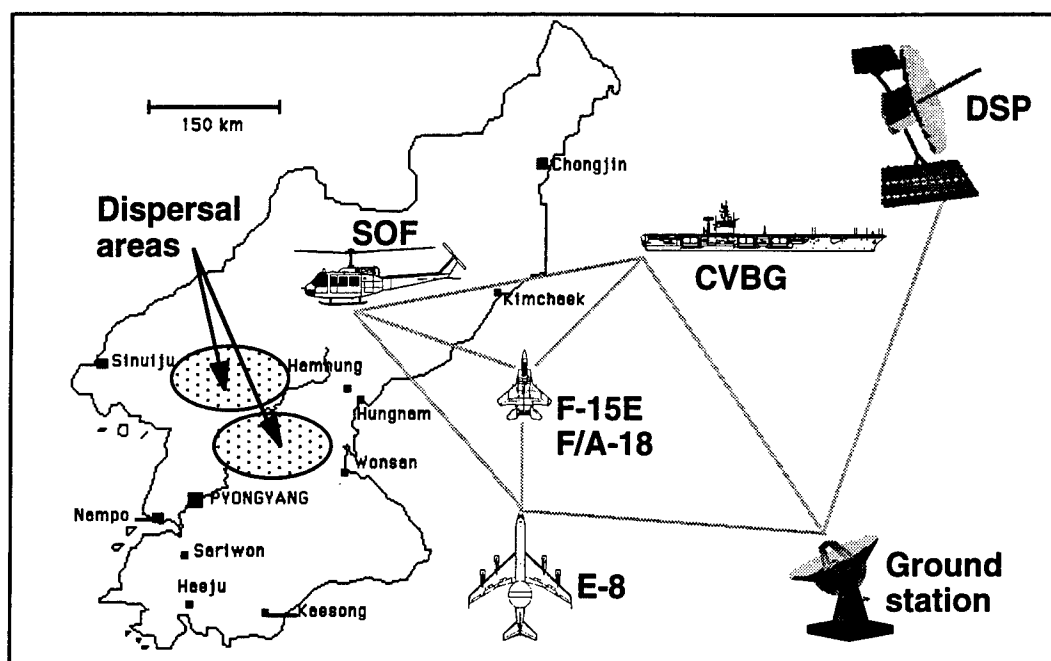 DSP
150 km
Chongjin
Dispersal
areas
SOF
CVBG
Kimchaek
Sinuiju
Hamhung
Hungnam
F-15E
F/A-18
Wonsan
PYONGYANG
Nampo
Sariwon
E-8
Ground
station
Haeju
Kaesong